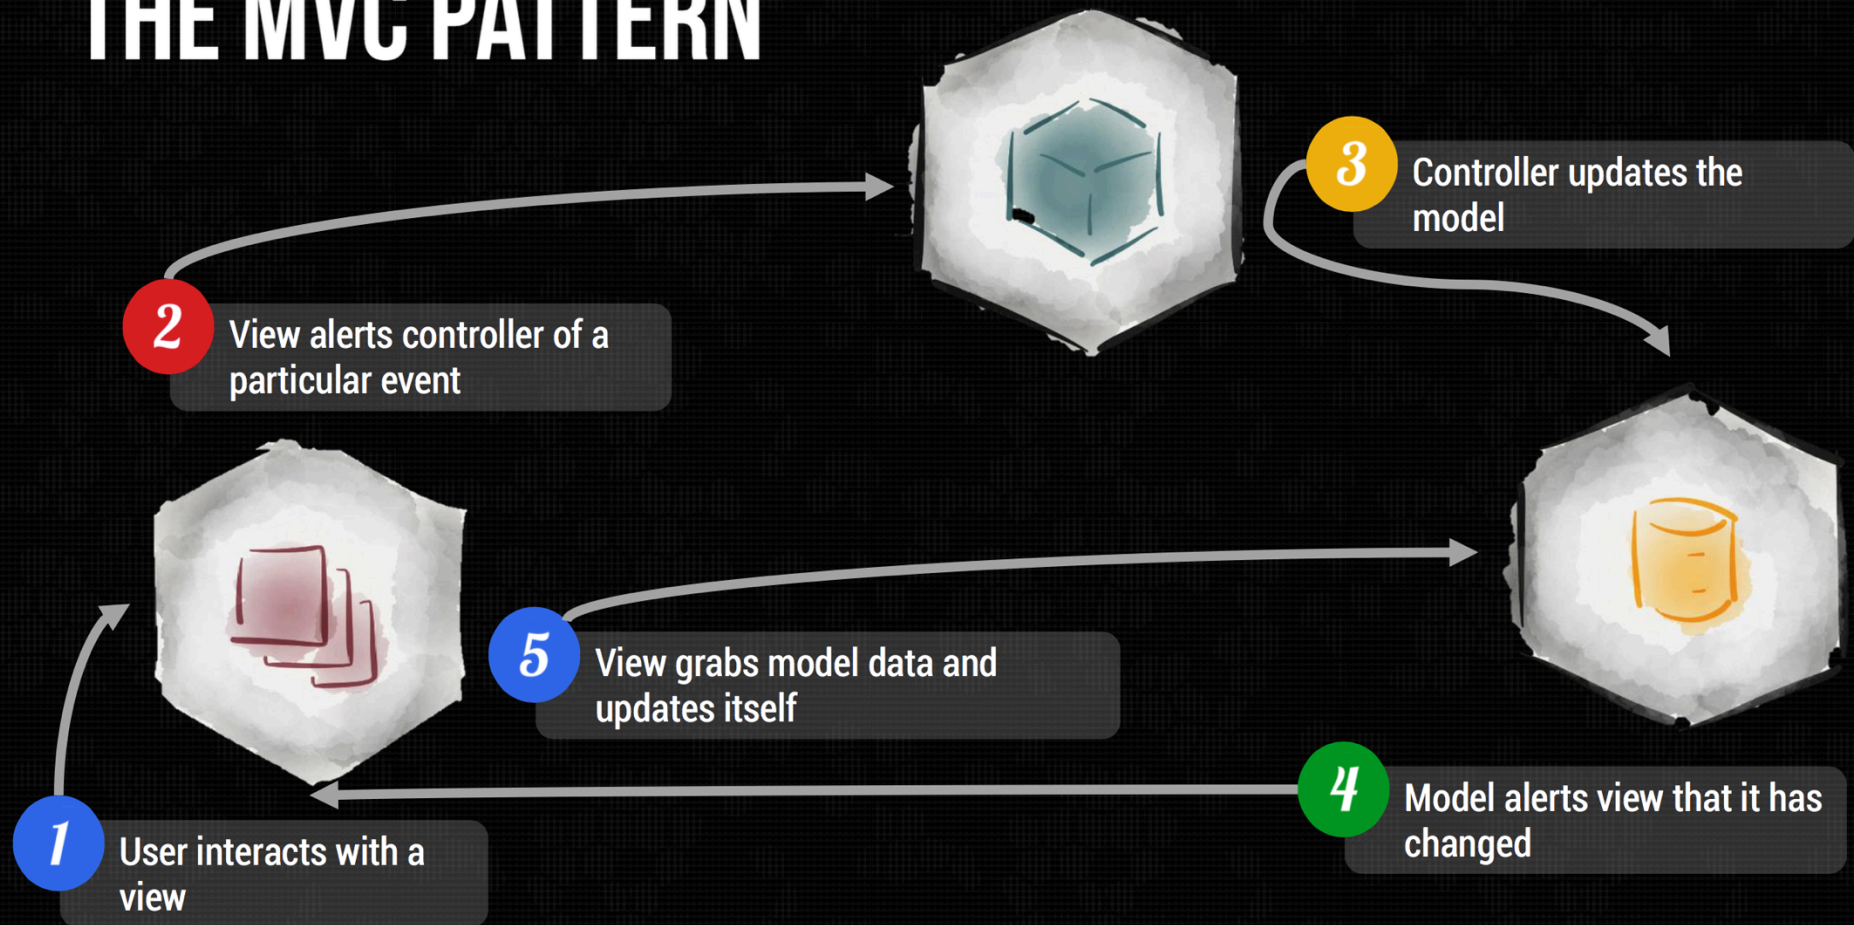 THE MVC PATTERN
3
Controller updates the
model
2
View alerts controller of a
particular event
5
View grabs model data and
updates itself
4
Model alerts view that it has
changed
1
User interacts with a
view